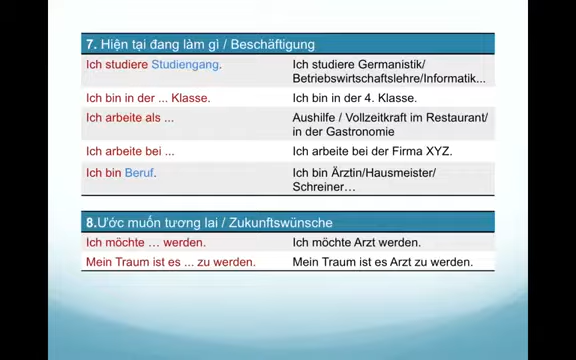 7. Hiện tại đang làm gì / Beschäftigung
Ich studiere Studiengang.
Ich studiere Germanistik/
Betriebswirtschaftslehre/Informatik...
Ich bin in der ... Klasse.
Ich bin in der 4. Klasse.
Ich arbeite als ...
Aushilfe / Vollzeitkraft im Restaurant/
in der Gastronomie
Ich arbeite bei ...
Ich arbeite bei der Firma XYZ.
Ich bin Beruf.
Ich bin Ärztin/Hausmeister/
Schreiner…
8.Ước muốn tương lai / Zukunftswünsche
Ich möchte … werden.
Ich möchte Arzt werden.
Mein Traum ist es ... zu werden.
Mein Traum ist es Arzt zu werden.